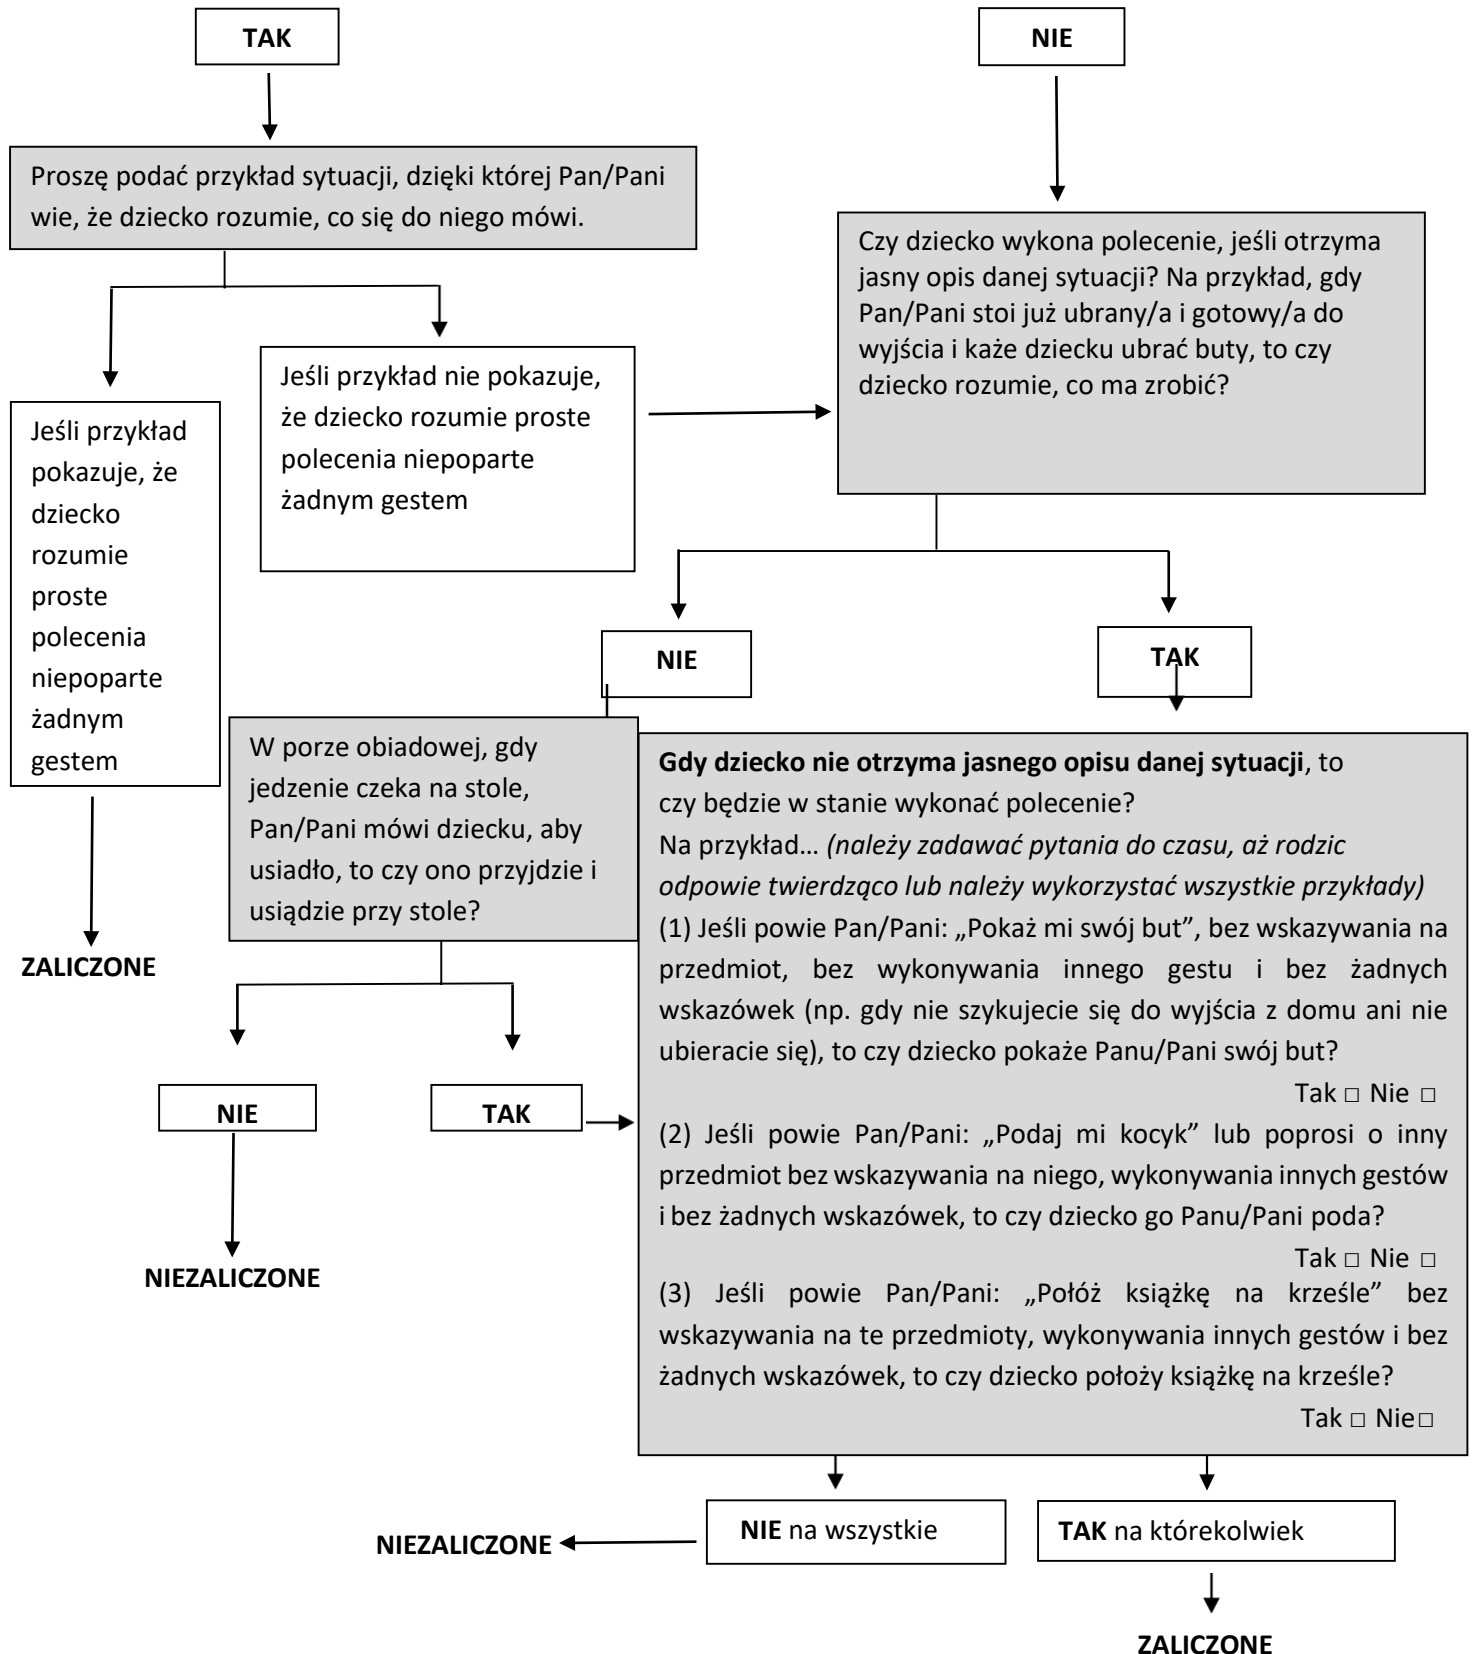 TAK
NIE
Proszę podać przykład sytuacji, dzięki której Pan/Pani
wie, że dziecko rozumie, co się do niego mówi.
Czy dziecko wykona polecenie, jeśli otrzyma
jasny opis danej sytuacji? Na przykład, gdy
Pan/Pani stoi już ubrany/a i gotowy/a do
wyjścia i każe dziecku ubrać buty, to czy
dziecko rozumie, co ma zrobić?
Jeśli przykład nie pokazuje,
że dziecko rozumie proste
polecenia niepoparte
żadnym gestem
Jeśli przykład
pokazuje, że
dziecko
rozumie
proste
polecenia
niepoparte
żadnym
gestem
ZALICZONE
NIE
TAK
W porze obiadowej, gdy
jedzenie czeka na stole,
Pan/Pani mówi dziecku, aby
usiadło, to czy ono przyjdzie i
usiądzie przy stole?
NIE
TAK
NIEZALICZONE
Gdy dziecko nie otrzyma jasnego opisu danej sytuacji, to
czy będzie w stanie wykonać polecenie?
Na przykład… (należy zadawać pytania do czasu, aż rodzic
odpowie twierdząco lub należy wykorzystać wszystkie przykłady)
(1) Jeśli powie Pan/Pani: „Pokaż mi swój but”, bez wskazywania na
przedmiot, bez wykonywania innego gestu i bez żadnych
wskazówek (np. gdy nie szykujecie się do wyjścia z domu ani nie
ubieracie się), to czy dziecko pokaże Panu/Pani swój but?
Tak □ Nie □
(2) Jeśli powie Pan/Pani: „Podaj mi kocyk” lub poprosi o inny
przedmiot bez wskazywania na niego, wykonywania innych gestów
i bez żadnych wskazówek, to czy dziecko go Panu/Pani poda?
Tak □ Nie □
(3) Jeśli powie Pan/Pani: „Połóż książkę na krześle” bez
wskazywania na te przedmioty, wykonywania innych gestów i bez
żadnych wskazówek, to czy dziecko położy książkę na krześle?
Tak □ Nie□
NIE na wszystkie
TAK na którekolwiek
NIEZALICZONE
ZALICZONE